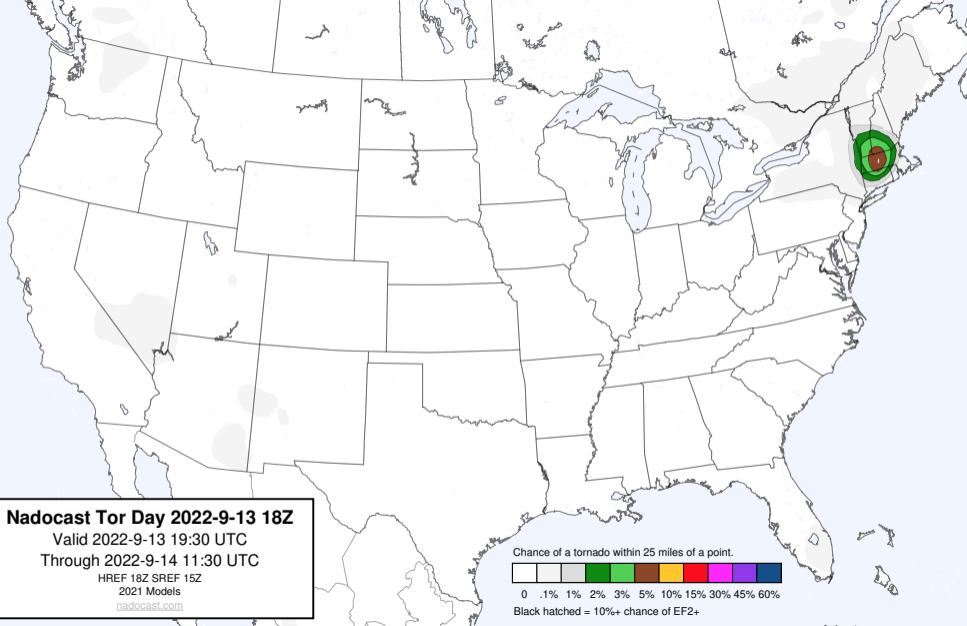 Nadocast Tor Day 2022-9-13 18Z
Valid 2022-9-13 19:30 UTC
Through 2022-9-14 11:30 UTC
HREF 18Z SREF 15Z
2021 Models
nadocast.com
Chance of a tornado within 25 miles of a point.
0 .1% 1% 2% 3% 5% 10% 15% 30% 45% 60%
Black hatched = 10%+ chance of EF2+